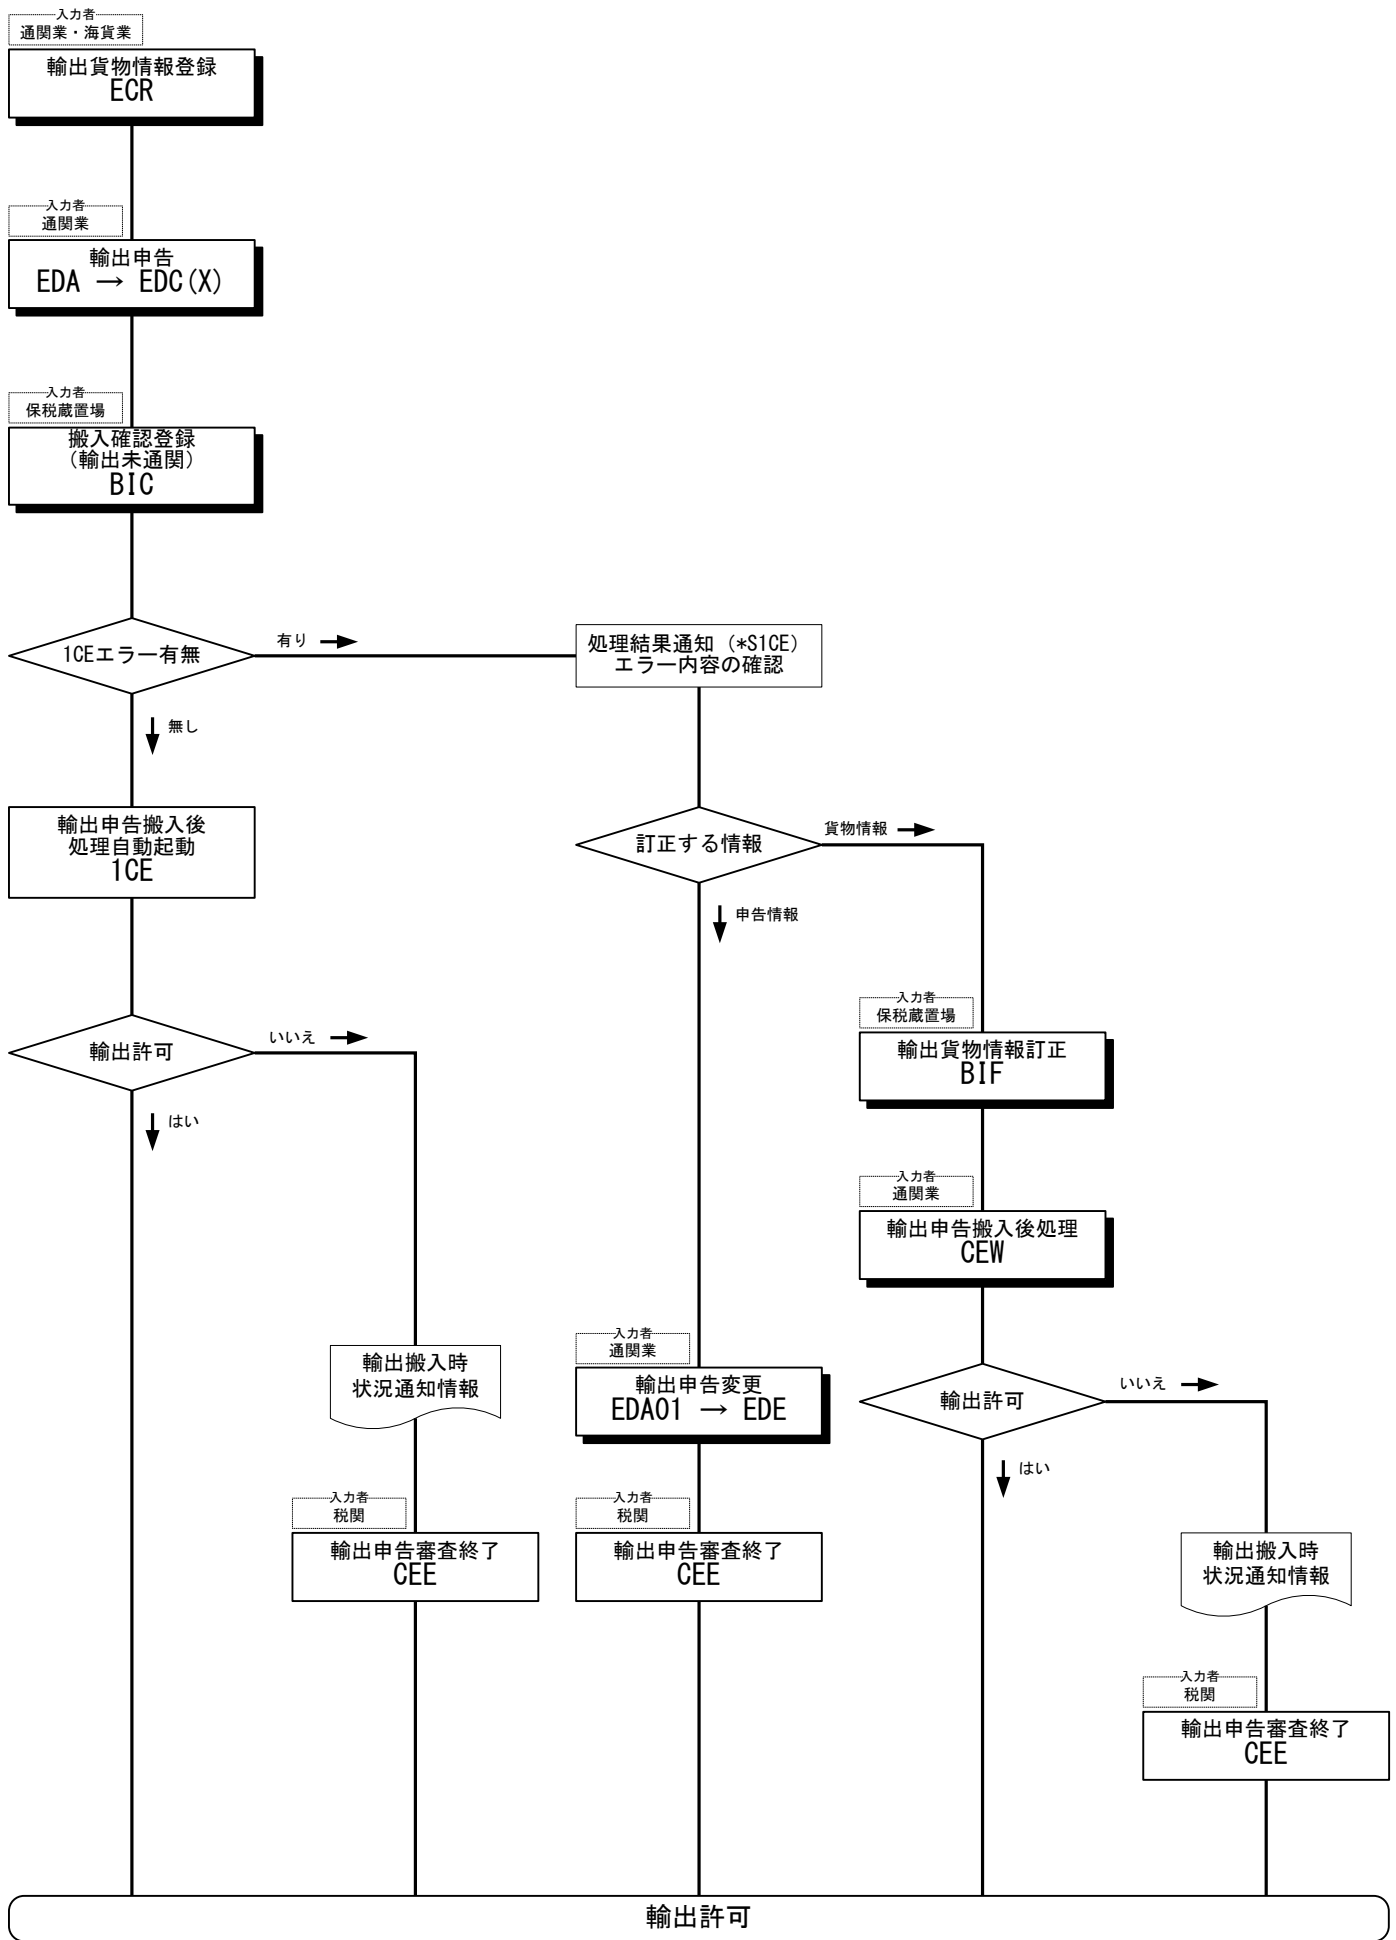 入力者
通関業・海貨業
輸出貨物情報登録
ECR
入力者
通関業
輸出申告
EDA → EDC(X)
入力者
保税蔵置場
搬入確認登録
(輸出未通関)
BIC
1CEエラー有無
有り
無し
処理結果通知（*S1CE）
エラー内容の確認
輸出申告搬入後
処理自動起動
1CE
訂正する情報
貨物情報
申告情報
輸出許可
いいえ
はい
入力者
保税蔵置場
輸出貨物情報訂正
BIF
入力者
通関業
輸出申告搬入後処理
CEW
輸出搬入時
状況通知情報
入力者
通関業
輸出申告変更
EDA01 → EDE
輸出許可
いいえ
はい
入力者
税関
輸出申告審査終了
CEE
入力者
税関
輸出申告審査終了
CEE
輸出搬入時
状況通知情報
入力者
税関
輸出申告審査終了
CEE
輸出許可